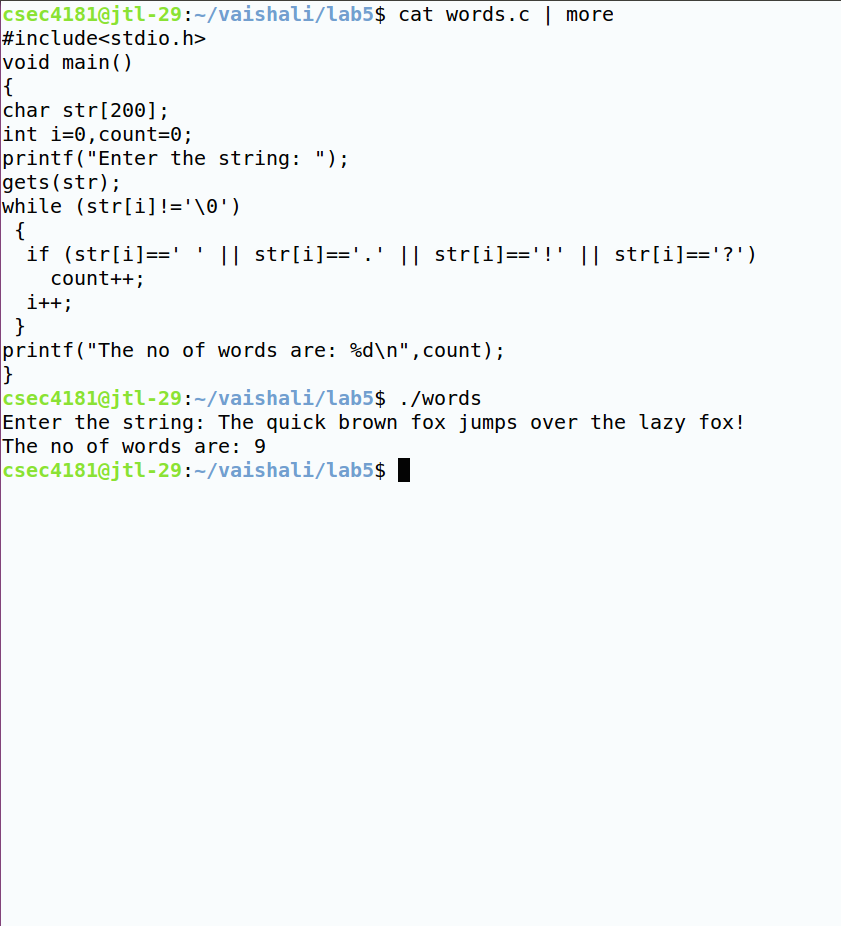 csec4181@jtl-29:~/vaishali/lab5$ cat words.c | more
#include<stdio.h>
void main()
{
char str[200];
int i=0,count=0;
printf("Enter the string: ");
gets(str);
while (str[i]!='\0')
 {
  if (str[i]==' ' || str[i]=='.' || str[i]=='!' || str[i]=='?')
    count++;
  i++;
 }
printf("The no of words are: %d\n",count);
}
csec4181@jtl-29:~/vaishali/lab5$ ./words
Enter the string: The quick brown fox jumps over the lazy fox!
The no of words are: 9
csec4181@jtl-29:~/vaishali/lab5$